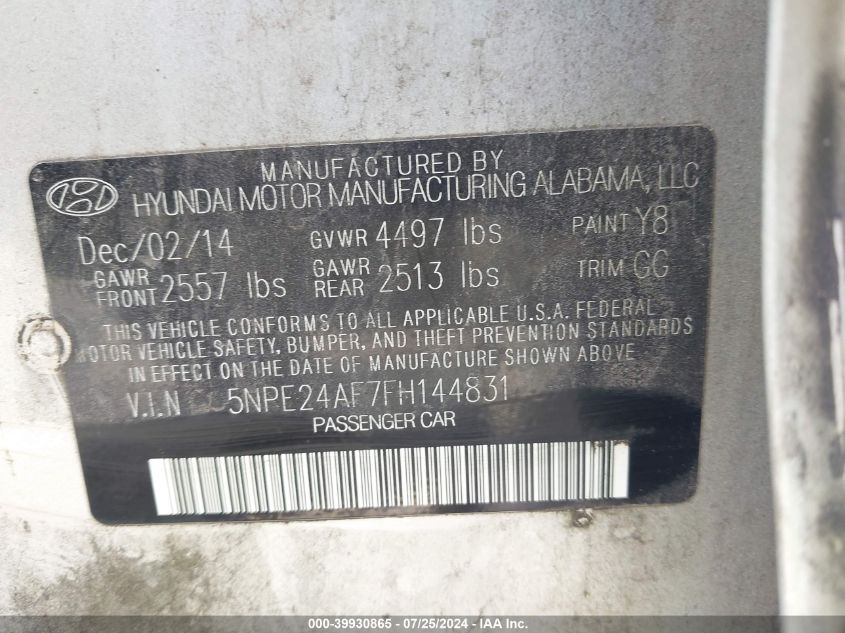 MANUFACTURED BY
HYUNDAI MOTOR MANUFACTURING ALABAMA, LLC
Dec/02/14 GVWR 4497 lbs PAINT Y8
GAWR FRONT 2557 lbs GAWR REAR 2513 lbs TRIM GG
THIS VEHICLE CONFORMS TO ALL APPLICABLE U.S.A. FEDERAL
MOTOR VEHICLE SAFETY, BUMPER, AND THEFT PREVENTION STANDARDS
IN EFFECT ON THE DATE OF MANUFACTURE SHOWN ABOVE.
V.I.N 5NPE24AF7FH144831
PASSENGER CAR
000-39930865 - 07/25/2024 - IAA Inc.